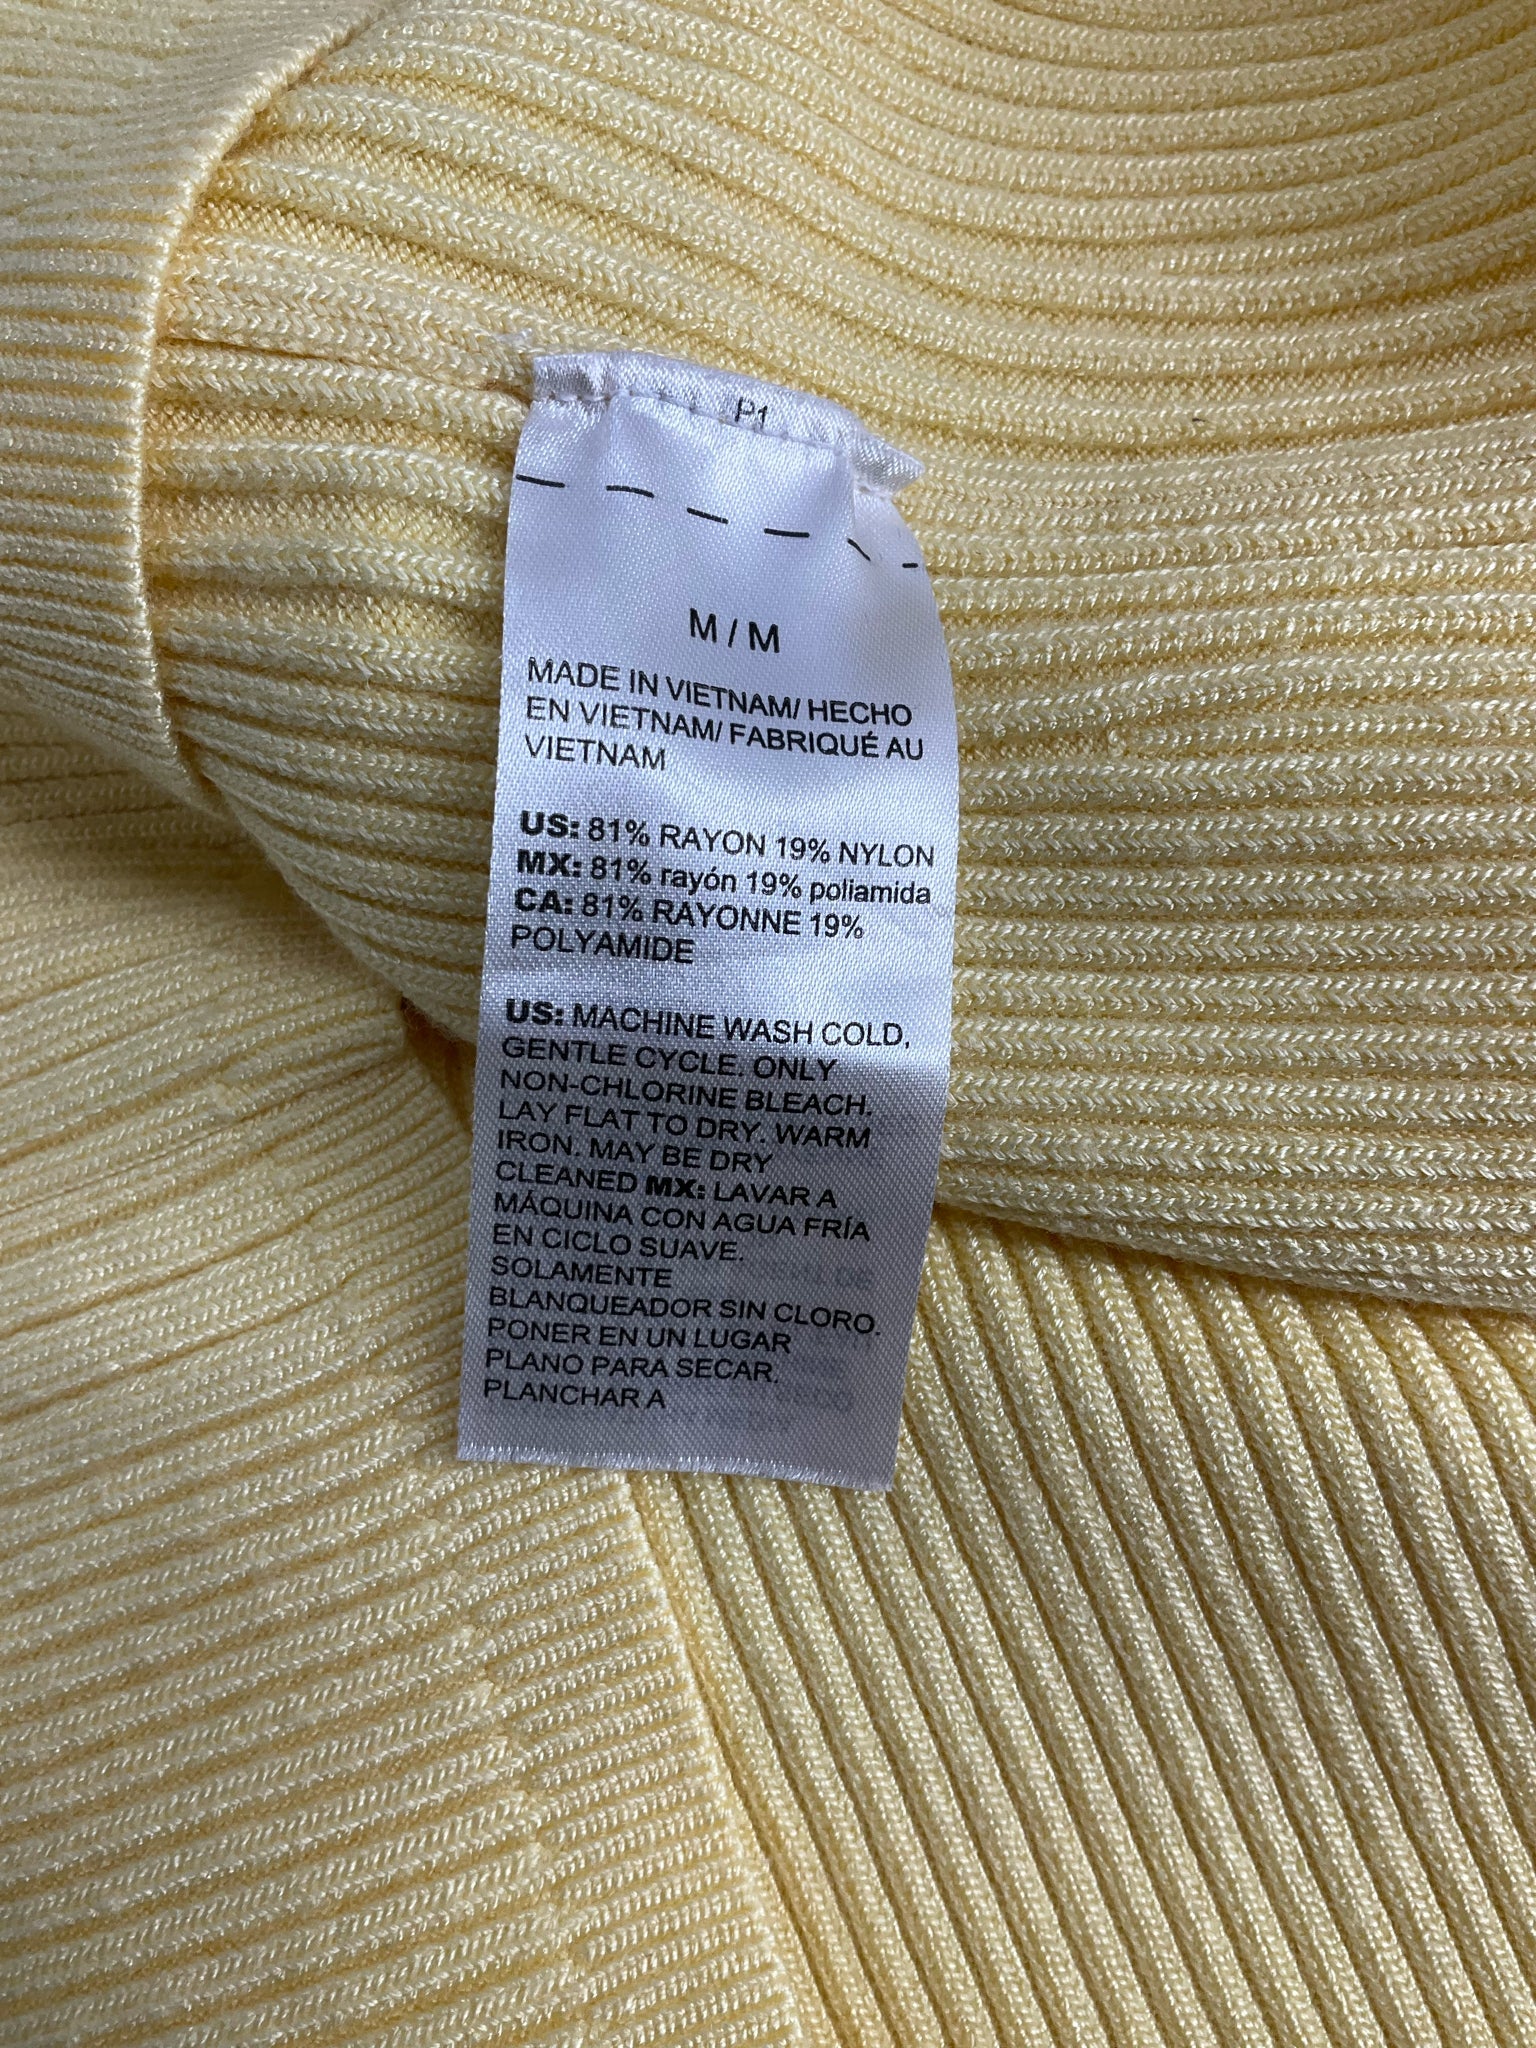 P1
M / M
MADE IN VIETNAM/ HECHO
EN VIETNAM/ FABRIQUÉ AU
VIETNAM
US: 81% RAYON 19% NYLON
MX: 81% rayón 19% poliamida
CA: 81% RAYONNE 19%
POLYAMIDE
US: MACHINE WASH COLD,
GENTLE CYCLE. ONLY
NON-CHLORINE BLEACH.
LAY FLAT TO DRY. WARM
IRON. MAY BE DRY
CLEANED MX: LAVAR A
MÁQUINA CON AGUA FRÍA
EN CICLO SUAVE.
SOLAMENTE
BLANQUEADOR SIN CLORO.
PONER EN UN LUGAR
PLANO PARA SECAR.
PLANCHAR A